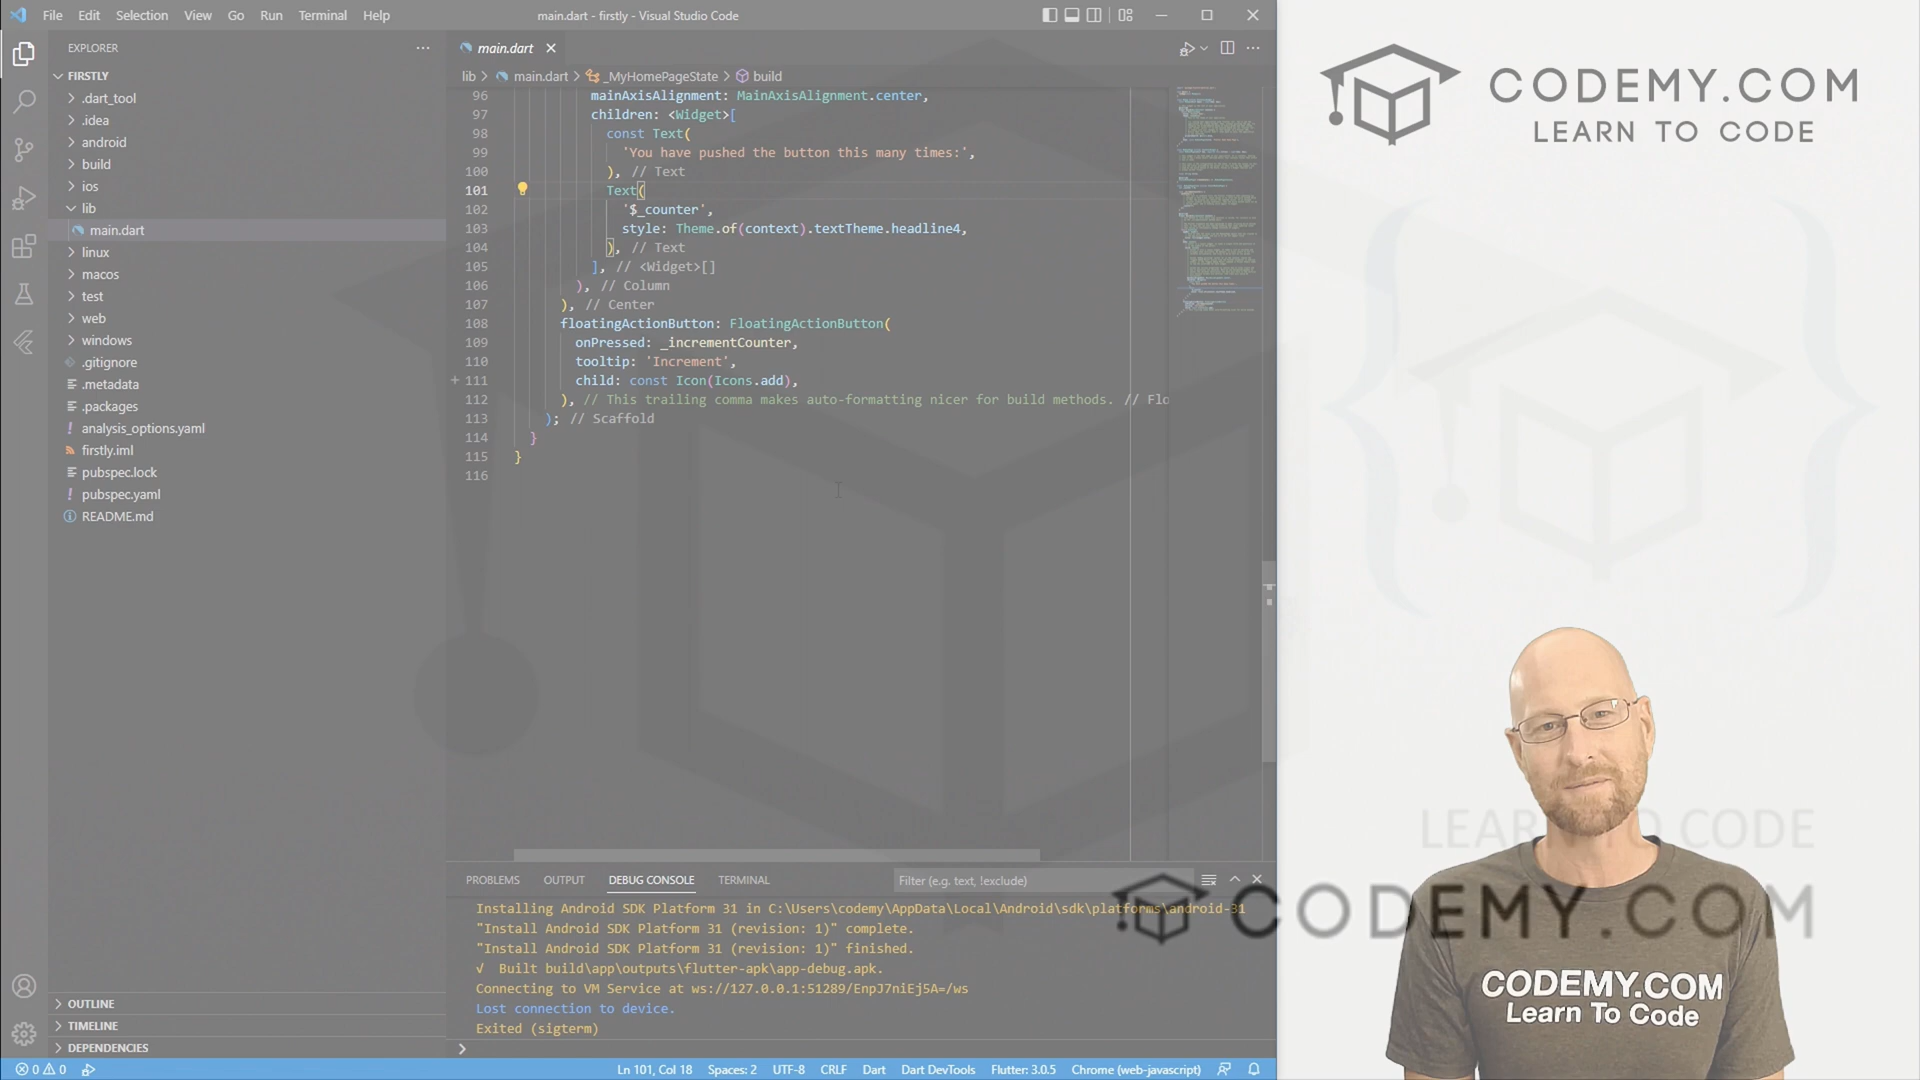 File Edit Selection View Go Run Terminal Help
main.dart - firstly - Visual Studio Code
EXPLORER
FIRSTLY
.dart_tool
.idea
android
build
ios
lib
main.dart
linux
macos
test
web
windows
.gitignore
.metadata
.packages
! analysis_options.yaml
firstly.iml
pubspec.lock
! pubspec.yaml
README.md
OUTLINE
TIMELINE
DEPENDENCIES
main.dart
lib > main.dart > _MyHomePageState > build
96 mainAxisAlignment: MainAxisAlignment.center,
97 children: <Widget>[
98 const Text(
99 'You have pushed the button this many times:',
100 ), // Text
101 Text(
102 '$_counter',
103 style: Theme.of(context).textTheme.headline4,
104 ), // Text
105 ], // <Widget>[]
106 ), // Column
107 ), // Center
108 floatingActionButton: FloatingActionButton(
109 onPressed: _incrementCounter,
110 tooltip: 'Increment',
111 child: const Icon(Icons.add),
112 ), // This trailing comma makes auto-formatting nicer for build methods. // Flo
113 ); // Scaffold
114 }
115 }
116
PROBLEMS OUTPUT DEBUG CONSOLE TERMINAL
Filter (e.g. text, !exclude)
Installing Android SDK Platform 31 in C:\Users\codemy\AppData\Local\Android\sdk\platforms\android-31
"Install Android SDK Platform 31 (revision: 1)" complete.
"Install Android SDK Platform 31 (revision: 1)" finished.
√ Built build\app\outputs\flutter-apk\app-debug.apk.
Connecting to VM Service at ws://127.0.0.1:51289/EnpJ7niEj5A=/ws
Lost connection to device.
Exited (sigterm)
0 0
Ln 101, Col 18 Spaces: 2 UTF-8 CRLF Dart Dart DevTools Flutter: 3.0.5 Chrome (web-javascript)
CODEMY.COM
LEARN TO CODE
LEARN TO CODE
CODEMY.COM
CODEMY.COM
Learn To Code